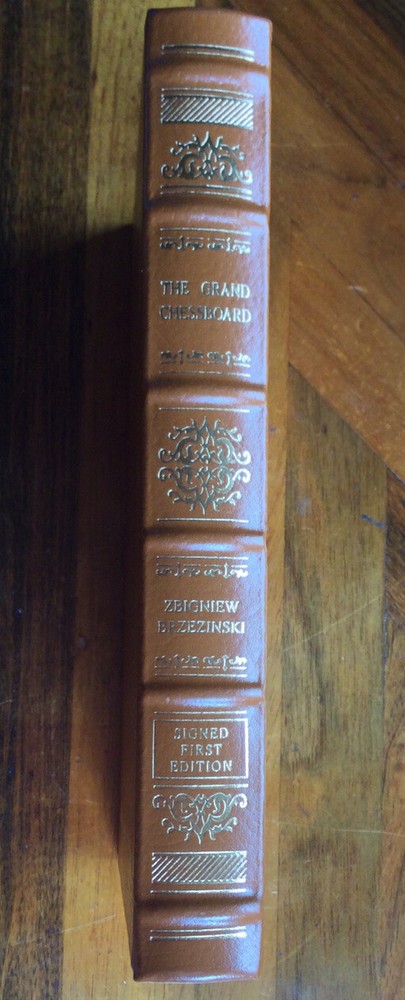 THE GRAND
CHESSBOARD
ZBIGNIEW
BRZEZINSKI
SIGNED
FIRST
EDITION